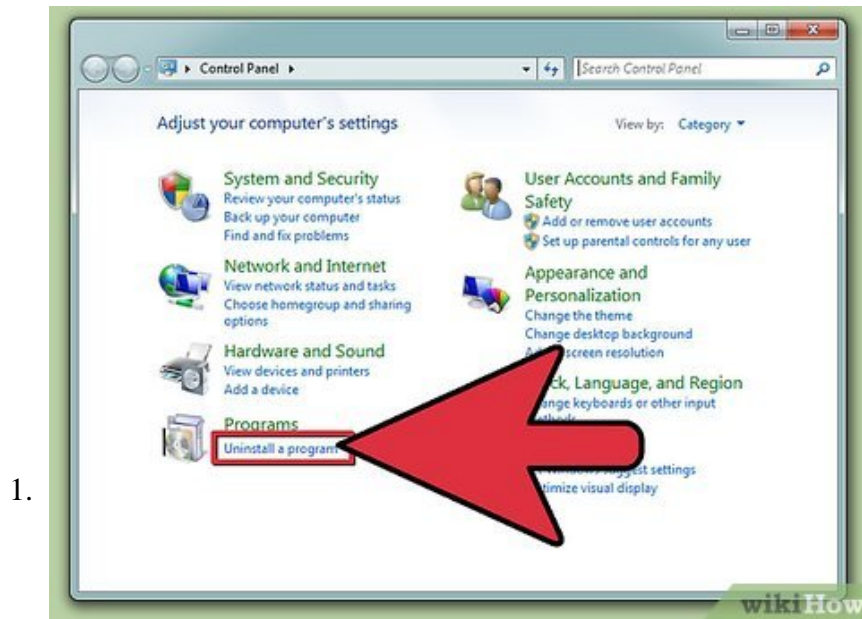 Control Panel
Search Control Panel
Adjust your computer's settings
View by: Category
System and Security
Review your computer's status
Back up your computer
Find and fix problems
Network and Internet
View network status and tasks
Choose homegroup and sharing
options
Hardware and Sound
View devices and printers
Add a device
Programs
Uninstall a program
User Accounts and Family
Safety
Add or remove user accounts
Set up parental controls for any user
Appearance and
Personalization
Change the theme
Change desktop background
screen resolution
Language, and Region
keyboards or other input
settings
visual display
1.
wikiHow